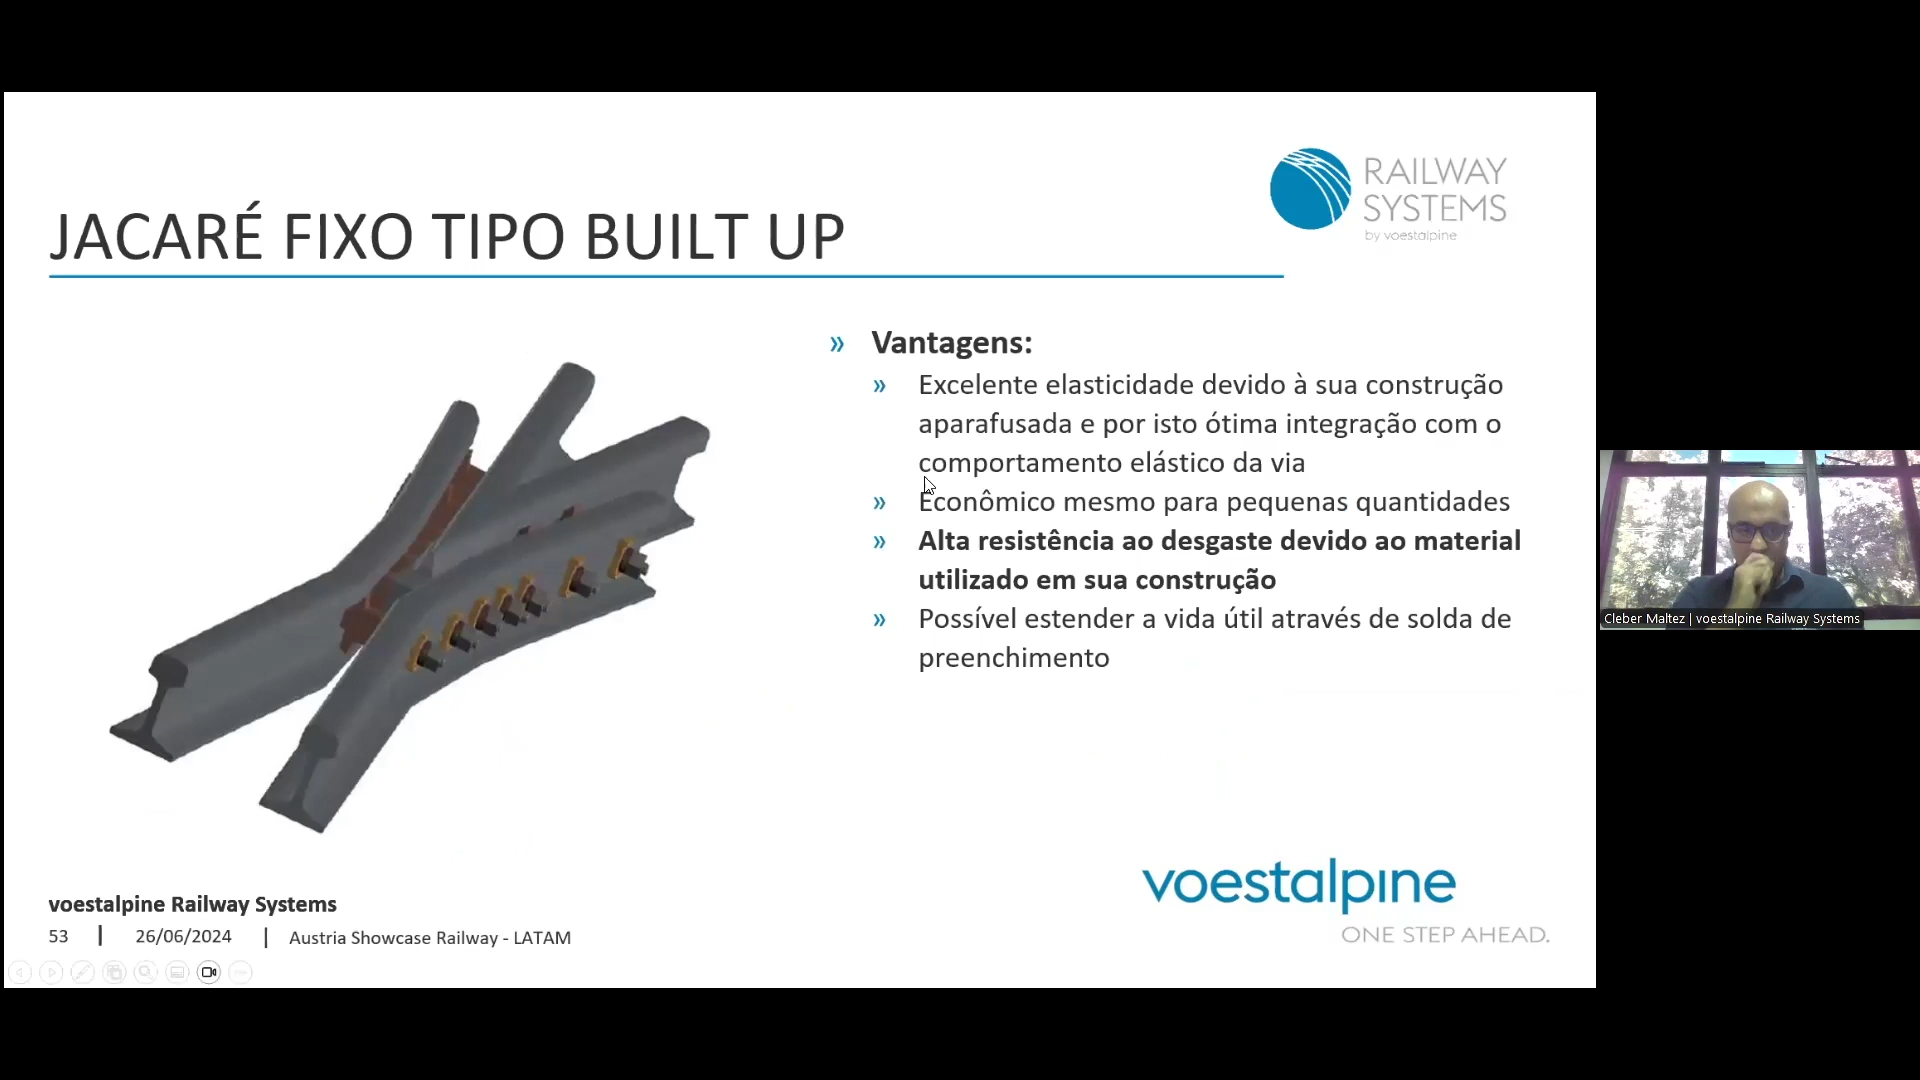 RAILWAY
SYSTEMS
by voestalpine
JACARÉ FIXO TIPO BUILT UP
» Vantagens:
» Excelente elasticidade devido à sua construção
aparafusada e por isto ótima integração com o
comportamento elástico da via
» Econômico mesmo para pequenas quantidades
» Alta resistência ao desgaste devido ao material
utilizado em sua construção
» Possível estender a vida útil através de solda de
preenchimento
Cleber Maltez | voestalpine Railway Systems
voestalpine
ONE STEP AHEAD.
voestalpine Railway Systems
53 | 26/06/2024 | Austria Showcase Railway - LATAM